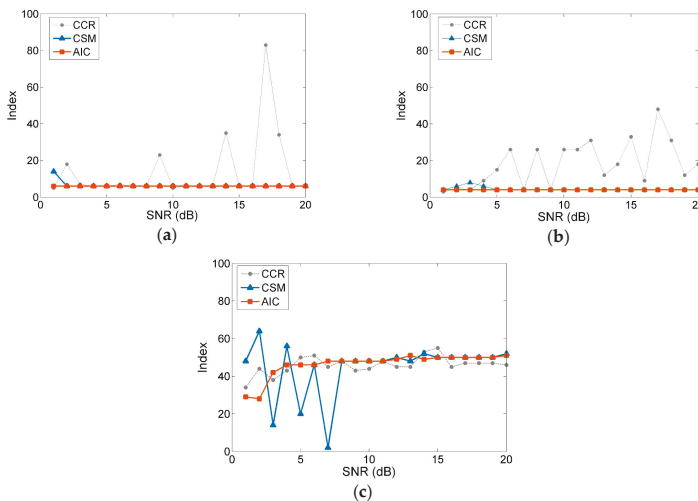 100
80
60
40
20
0
Index
CCR
CSM
AIC
0 5 10 15 20
SNR (dB)
(a)
100
80
60
40
20
0
Index
CCR
CSM
AIC
0 5 10 15 20
SNR (dB)
(b)
100
80
60
40
20
0
Index
CCR
CSM
AIC
0 5 10 15 20
SNR (dB)
(c)